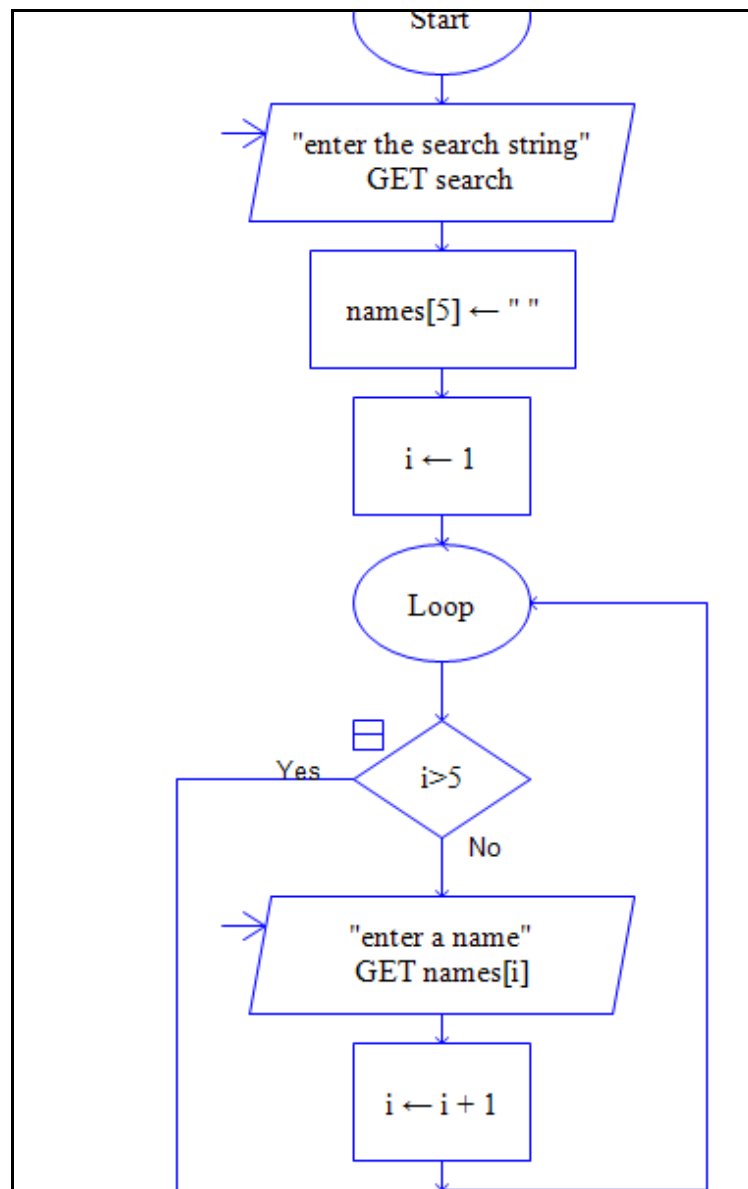 Start
"enter the search string"
GET search
names[5] ← " "
i ← 1
Loop
Yes
i>5
No
"enter a name"
GET names[i]
i ← i + 1